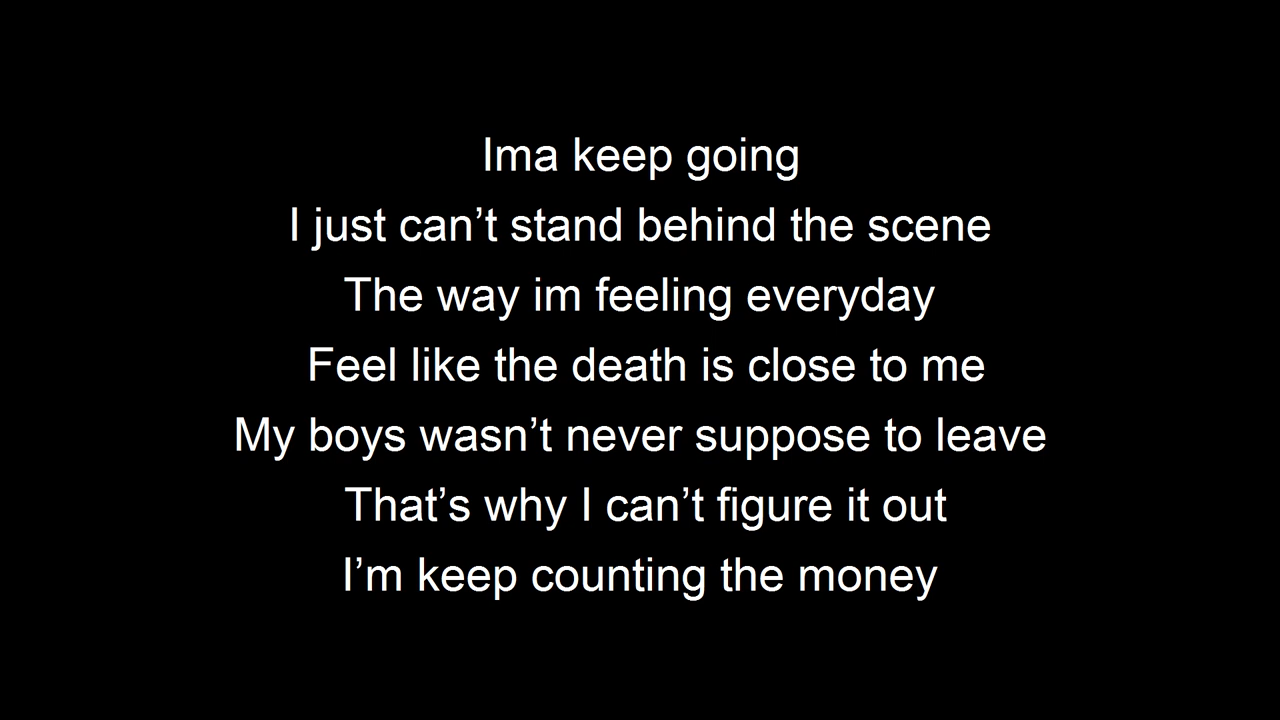 Ima keep going
I just can’t stand behind the scene
The way im feeling everyday
Feel like the death is close to me
My boys wasn’t never suppose to leave
That’s why I can’t figure it out
I’m keep counting the money